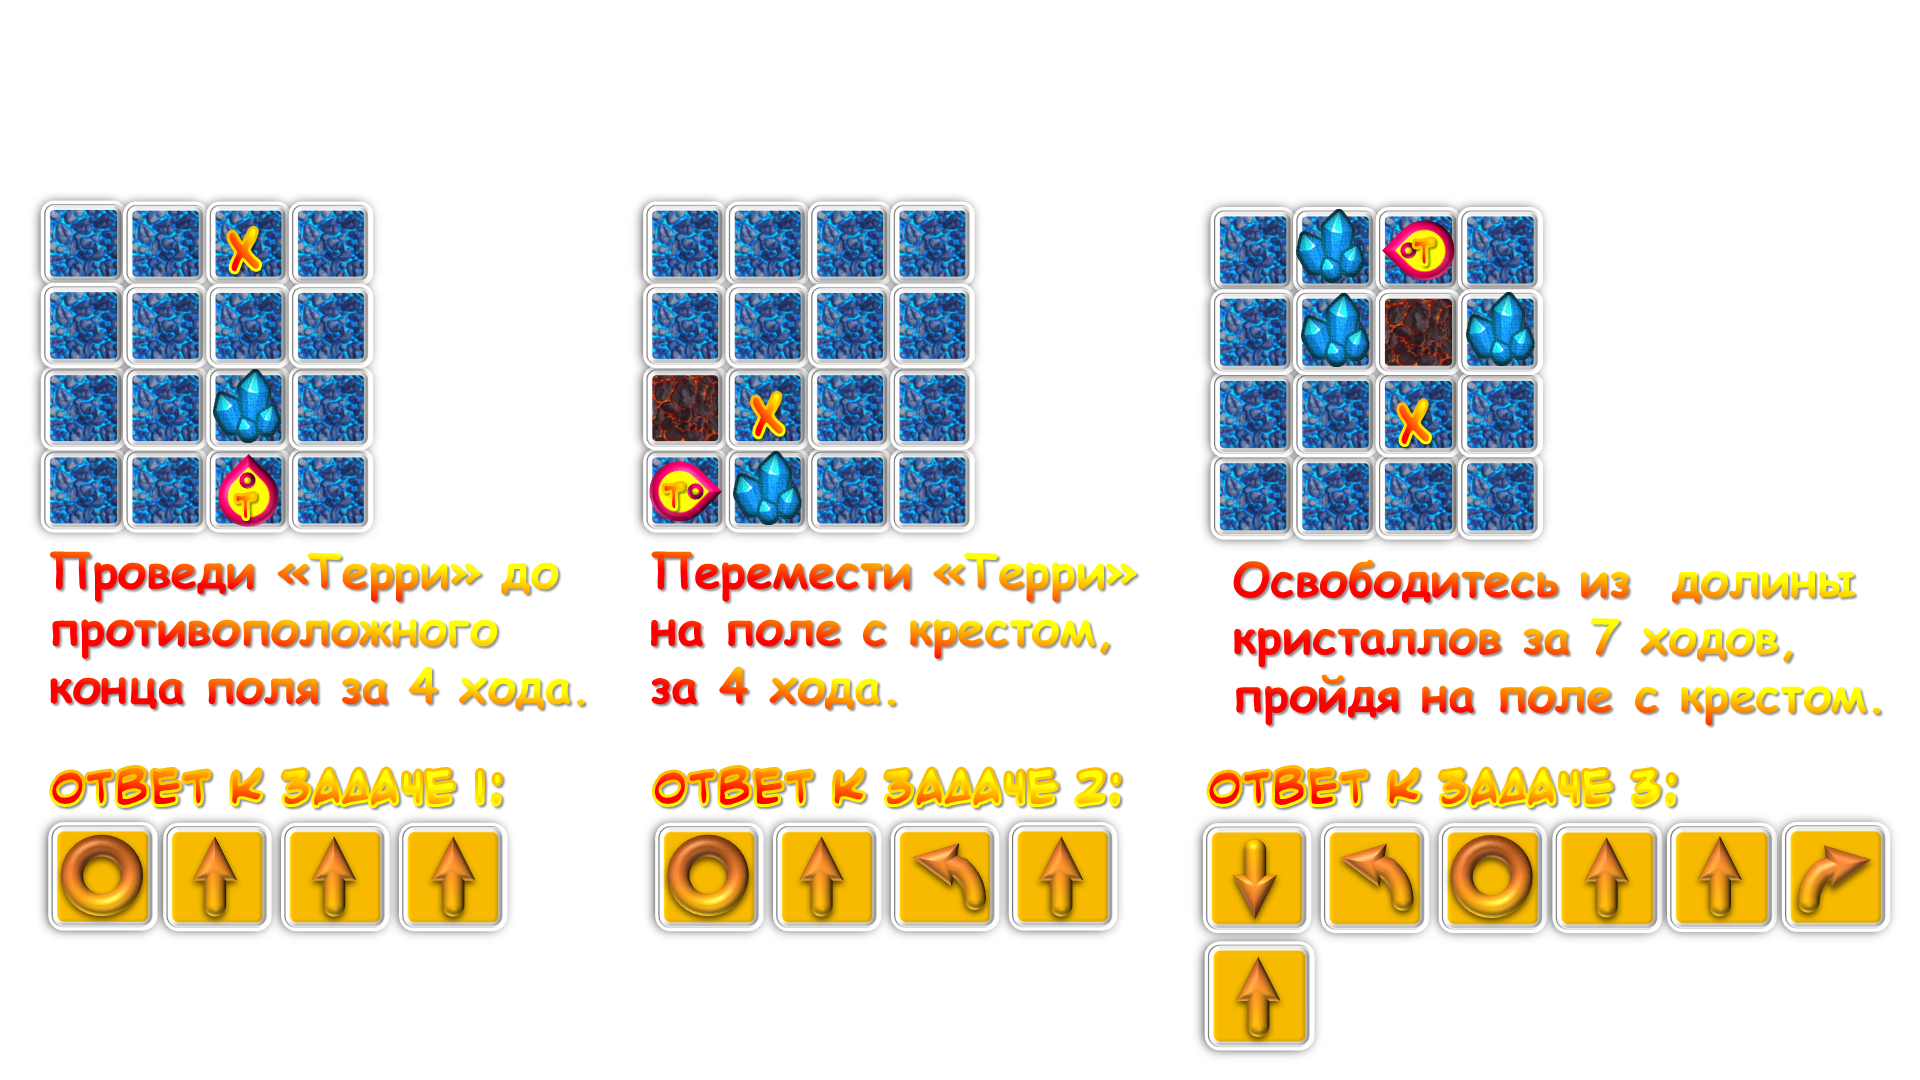 X
T
Проведи «Терри» до
противоположного
конца поля за 4 хода.
ОТВЕТ К ЗАДАЧЕ 1:
X
T
Перемести «Терри»
на поле с крестом,
за 4 хода.
ОТВЕТ К ЗАДАЧЕ 2:
T
X
Освободитесь из долины
кристаллов за 7 ходов,
пройдя на поле с крестом.
ОТВЕТ К ЗАДАЧЕ 3: